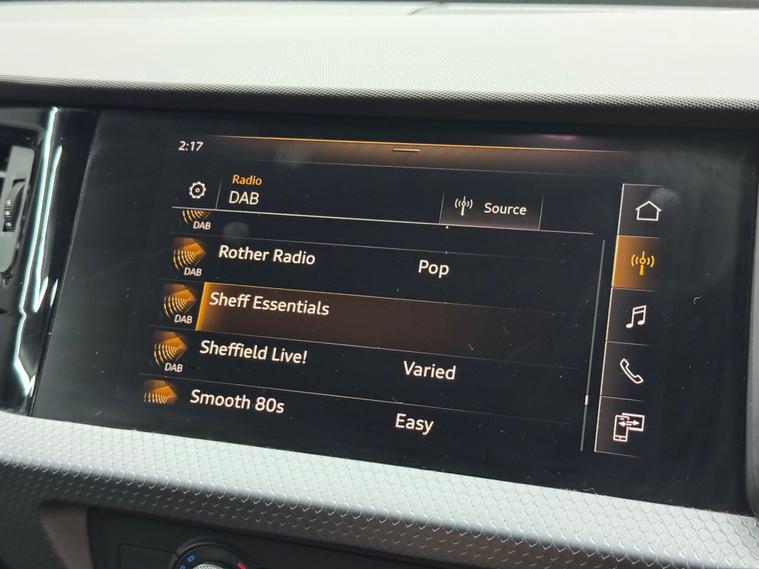 2:17
Radio
DAB
Source
DAB
Rother Radio Pop
DAB
Sheff Essentials
DAB
Sheffield Live! Varied
DAB
Smooth 80s Easy